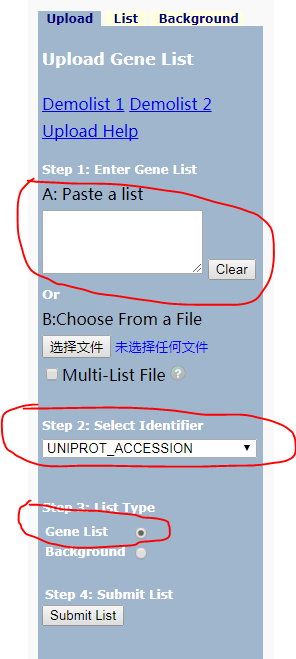 Upload List Background
Upload Gene List
Demolist 1 Demolist 2
Upload Help
Step 1: Enter Gene List
A: Paste a list
Clear
Or
B:Choose From a File
选择文件 未选择任何文件
Multi-List File ?
Step 2: Select Identifier
UNIPROT_ACCESSION
Step 3: List Type
Gene List
Background
Step 4: Submit List
Submit List